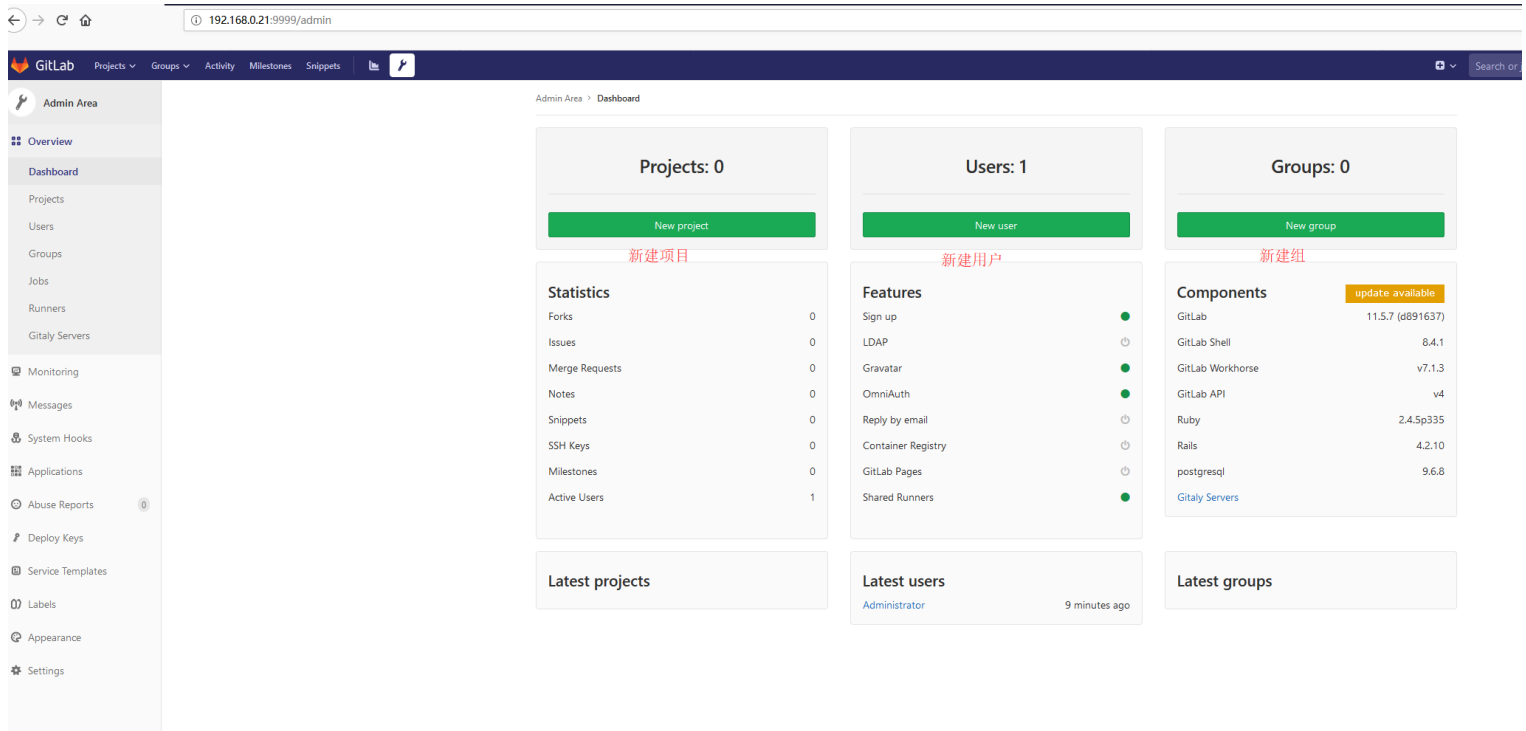 192.168.0.21:9999/admin
GitLab Projects Groups Activity Milestones Snippets Search or j
Admin Area
Overview
Dashboard
Projects
Users
Groups
Jobs
Runners
Gitaly Servers
Monitoring
Messages
System Hooks
Applications
Abuse Reports 0
Deploy Keys
Service Templates
Labels
Appearance
Settings
Admin Area > Dashboard
Projects: 0
New project
新建项目
Users: 1
New user
新建用户
Groups: 0
New group
新建组
Statistics
Forks 0
Issues 0
Merge Requests 0
Notes 0
Snippets 0
SSH Keys 0
Milestones 0
Active Users 1
Features
Sign up
LDAP
Gravatar
OmniAuth
Reply by email
Container Registry
GitLab Pages
Shared Runners
Components update available
GitLab 11.5.7 (d891637)
GitLab Shell 8.4.1
GitLab Workhorse v7.1.3
GitLab API v4
Ruby 2.4.5p335
Rails 4.2.10
postgresql 9.6.8
Gitaly Servers
Latest projects
Latest users
Administrator 9 minutes ago
Latest groups